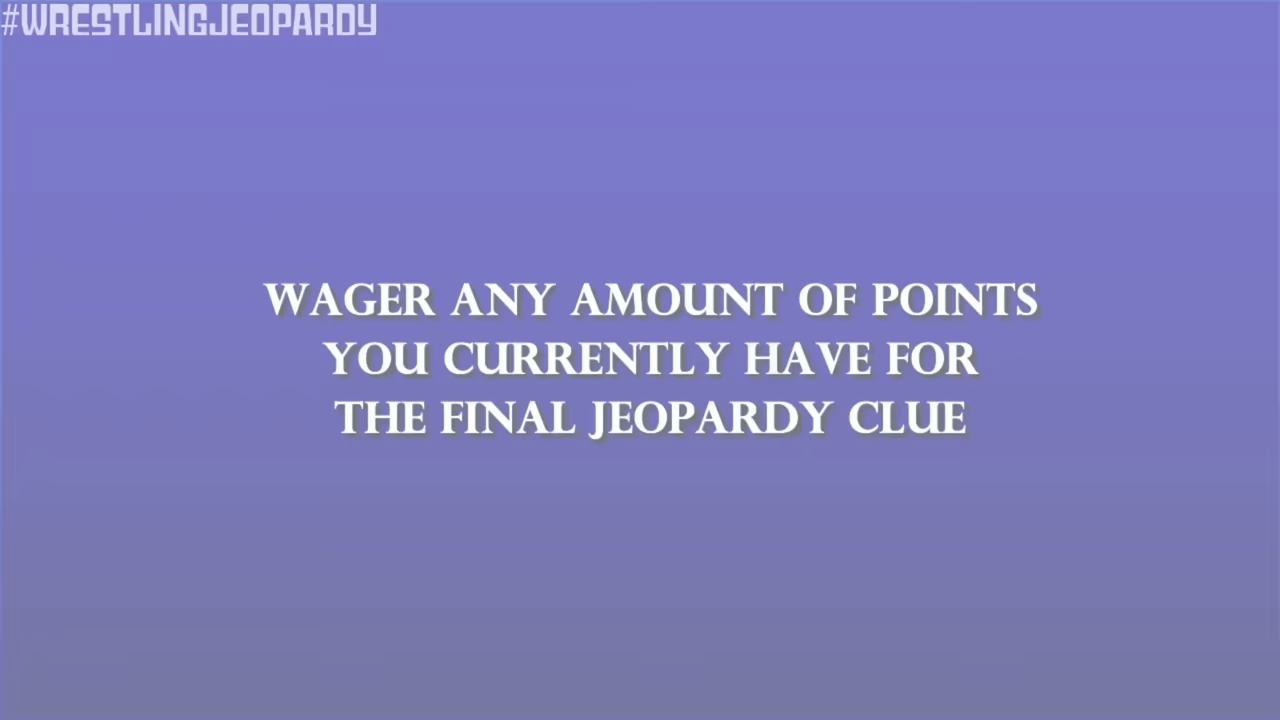 #WRESTLINGJEOPARDY
WAGER ANY AMOUNT OF POINTS
YOU CURRENTLY HAVE FOR
THE FINAL JEOPARDY CLUE